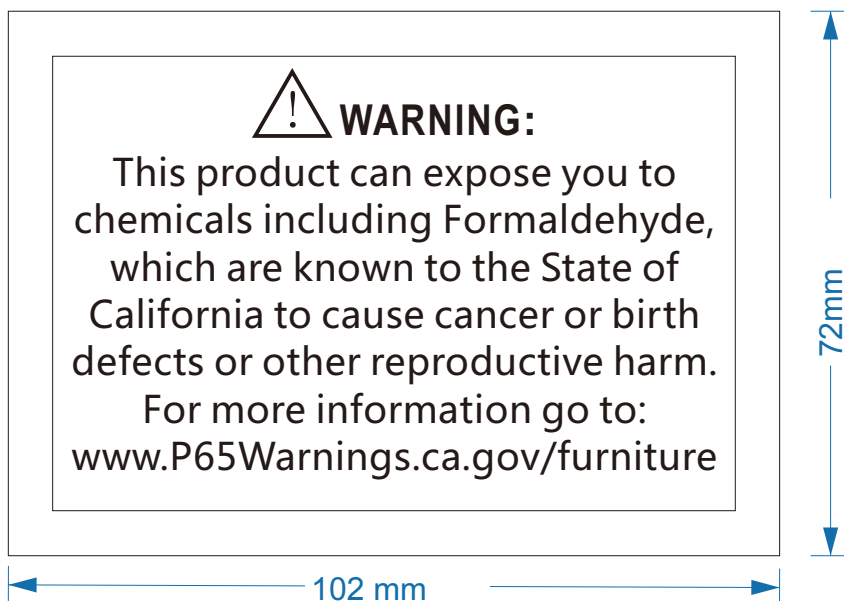 WARNING:
This product can expose you to
chemicals including Formaldehyde,
which are known to the State of
California to cause cancer or birth
defects or other reproductive harm.
For more information go to:
www.P65Warnings.ca.gov/furniture
72mm
102 mm